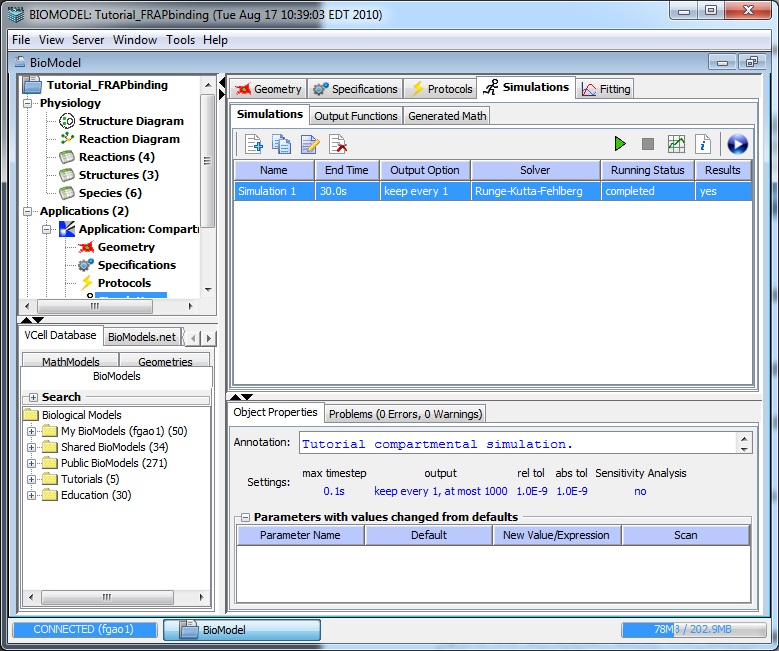 BIOMODEL: Tutorial_FRAPbinding (Tue Aug 17 10:39:03 EDT 2010)
File View Server Window Tools Help
BioModel
Tutorial_FRAPbinding
Physiology
Structure Diagram
Reaction Diagram
Reactions (4)
Structures (3)
Species (6)
Applications (2)
Application: Compart
Geometry
Specifications
Protocols
VCell Database BioModels.net
MathModels Geometries
BioModels
Search
Biological Models
My BioModels (fgao1) (50)
Shared BioModels (34)
Public BioModels (271)
Tutorials (5)
Education (30)
Geometry Specifications Protocols Simulations Fitting
Simulations Output Functions Generated Math
Name End Time Output Option Solver Running Status Results
Simulation 1 30.0s keep every 1 Runge-Kutta-Fehlberg completed yes
Object Properties Problems (0 Errors, 0 Warnings)
Annotation: Tutorial compartmental simulation.
Settings: max timestep output rel tol abs tol Sensitivity Analysis
0.1s keep every 1, at most 1000 1.0E-9 1.0E-9 no
Parameters with values changed from defaults
Parameter Name Default New Value/Expression Scan
CONNECTED (fgao1) BioModel 78MB / 202.9MB